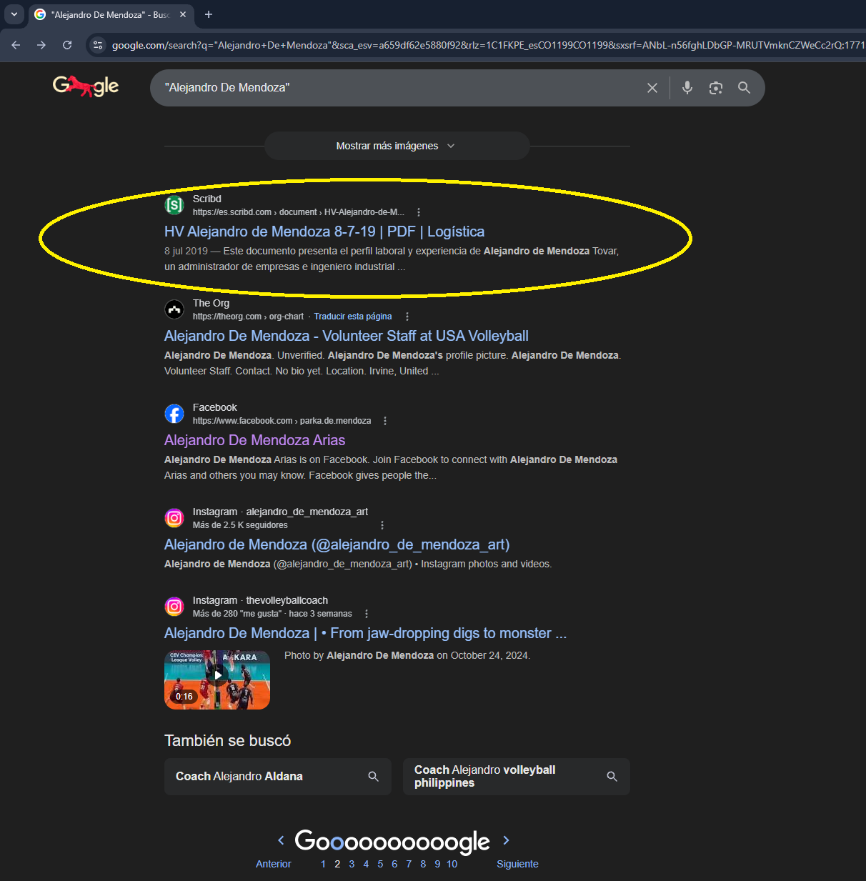 "Alejandro De Mendoza" - Busc
google.com/search?q="Alejandro+De+Mendoza"&sca_esv=a659df62e5880f92&rlz=1C1FKPE_esCO1199CO1199&sxsrf=ANbL-n56fghLDbGP-MRUTVmknCZWeCc2rQ:1771
Google
"Alejandro De Mendoza"
Mostrar más imágenes
Scribd
https://es.scribd.com › document › HV-Alejandro-de-M...
HV Alejandro de Mendoza 8-7-19 | PDF | Logística
8 jul 2019 — Este documento presenta el perfil laboral y experiencia de Alejandro de Mendoza Tovar,
un administrador de empresas e ingeniero industrial ...
The Org
https://theorg.com › org-chart · Traducir esta página
Alejandro De Mendoza - Volunteer Staff at USA Volleyball
Alejandro De Mendoza. Unverified. Alejandro De Mendoza's profile picture. Alejandro De Mendoza.
Volunteer Staff. Contact. No bio yet. Location. Irvine, United ...
Facebook
https://www.facebook.com › parka.de.mendoza
Alejandro De Mendoza Arias
Alejandro De Mendoza Arias is on Facebook. Join Facebook to connect with Alejandro De Mendoza
Arias and others you may know. Facebook gives people the...
Instagram · alejandro_de_mendoza_art
Más de 2.5 K seguidores
Alejandro de Mendoza (@alejandro_de_mendoza_art)
Alejandro de Mendoza (@alejandro_de_mendoza_art) • Instagram photos and videos.
Instagram · thevolleyballcoach
Más de 280 "me gusta" · hace 3 semanas
Alejandro De Mendoza | • From jaw-dropping digs to monster ...
Photo by Alejandro De Mendoza on October 24, 2024.
0:16
También se buscó
Coach Alejandro Aldana
Coach Alejandro volleyball
philippines
Goooooooooogle
Anterior 1 2 3 4 5 6 7 8 9 10 Siguiente